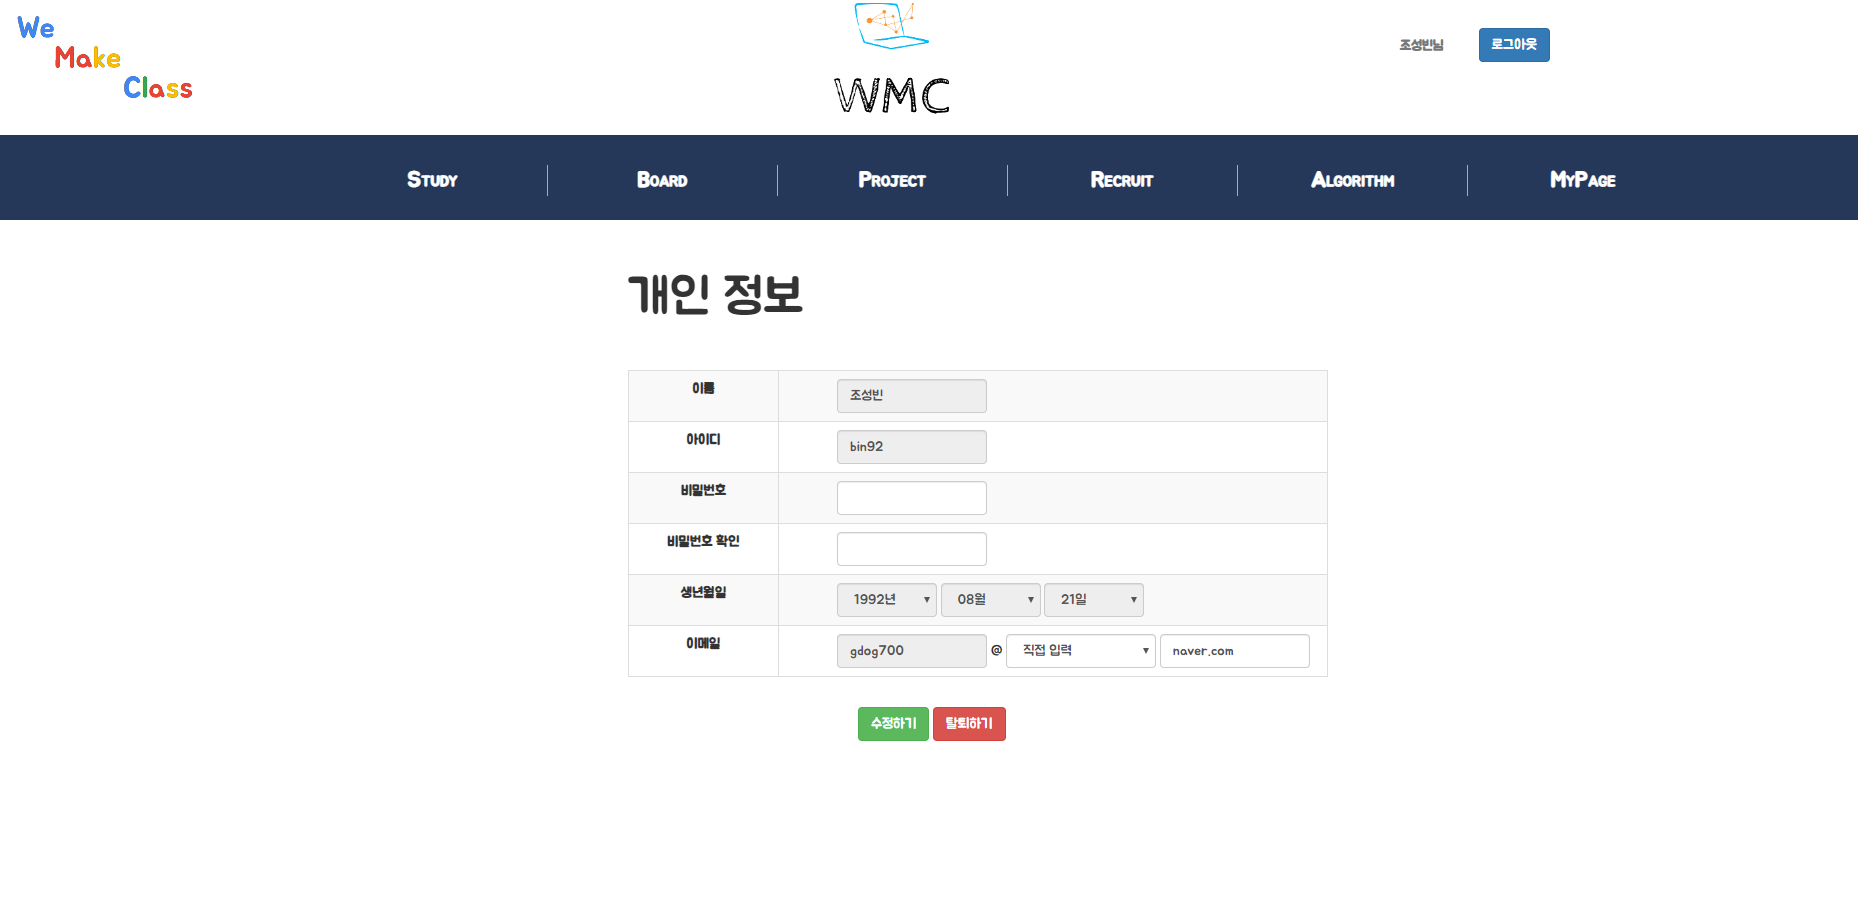 We
Make
Class
WMC
조성빈님
로그아웃
STUDY
BOARD
PROJECT
RECRUIT
ALGORITHM
MYPAGE
개인 정보
이름
조성빈
아이디
bin92
비밀번호
비밀번호 확인
생년월일
1992년 08월 21일
이메일
gdog700 @ 직접 입력 naver.com
수정하기 탈퇴하기